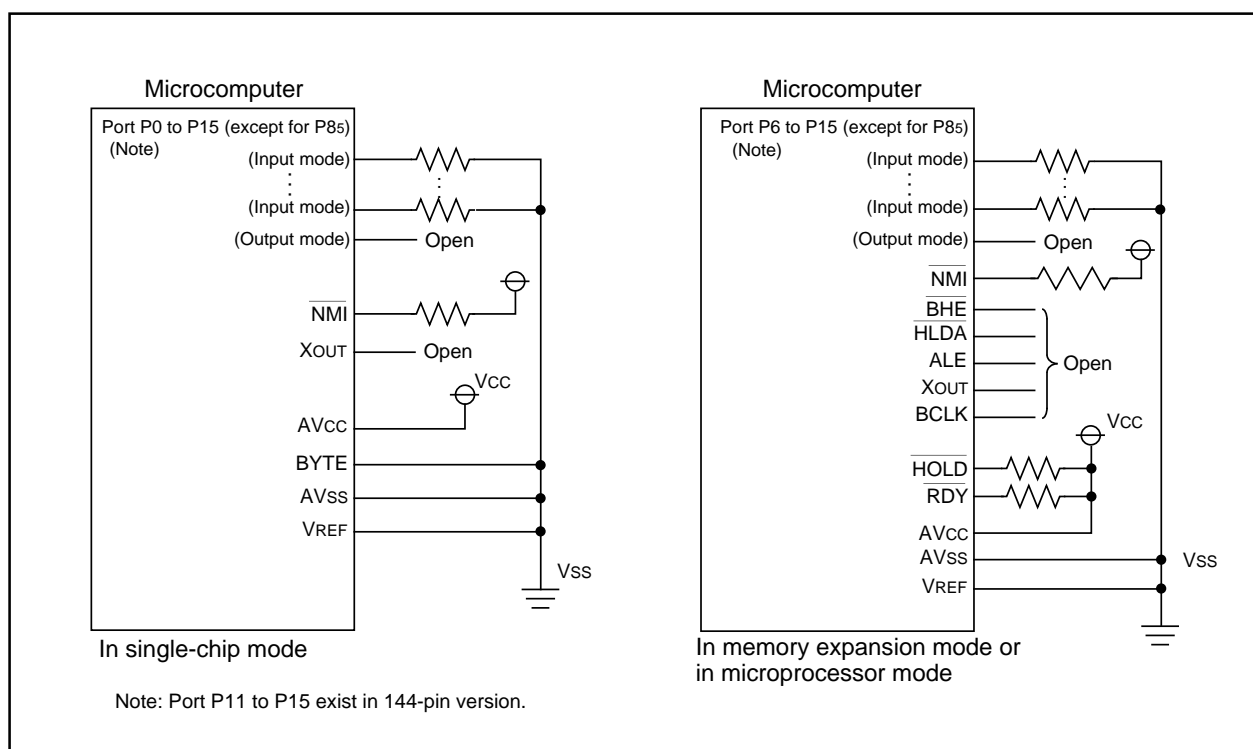 Microcomputer
Port P0 to P15 (except for P85)
(Note)
(Input mode)
(Input mode)
(Output mode)
Open
NMI
XOUT
Open
VCC
AVCC
BYTE
AVSS
VREF
VSS
In single-chip mode
Note: Port P11 to P15 exist in 144-pin version.
Microcomputer
Port P6 to P15 (except for P85)
(Note)
(Input mode)
(Input mode)
(Output mode)
Open
NMI
BHE
HLDA
ALE
Open
XOUT
BCLK
VCC
HOLD
RDY
AVCC
AVSS
VSS
VREF
In memory expansion mode or
in microprocessor mode